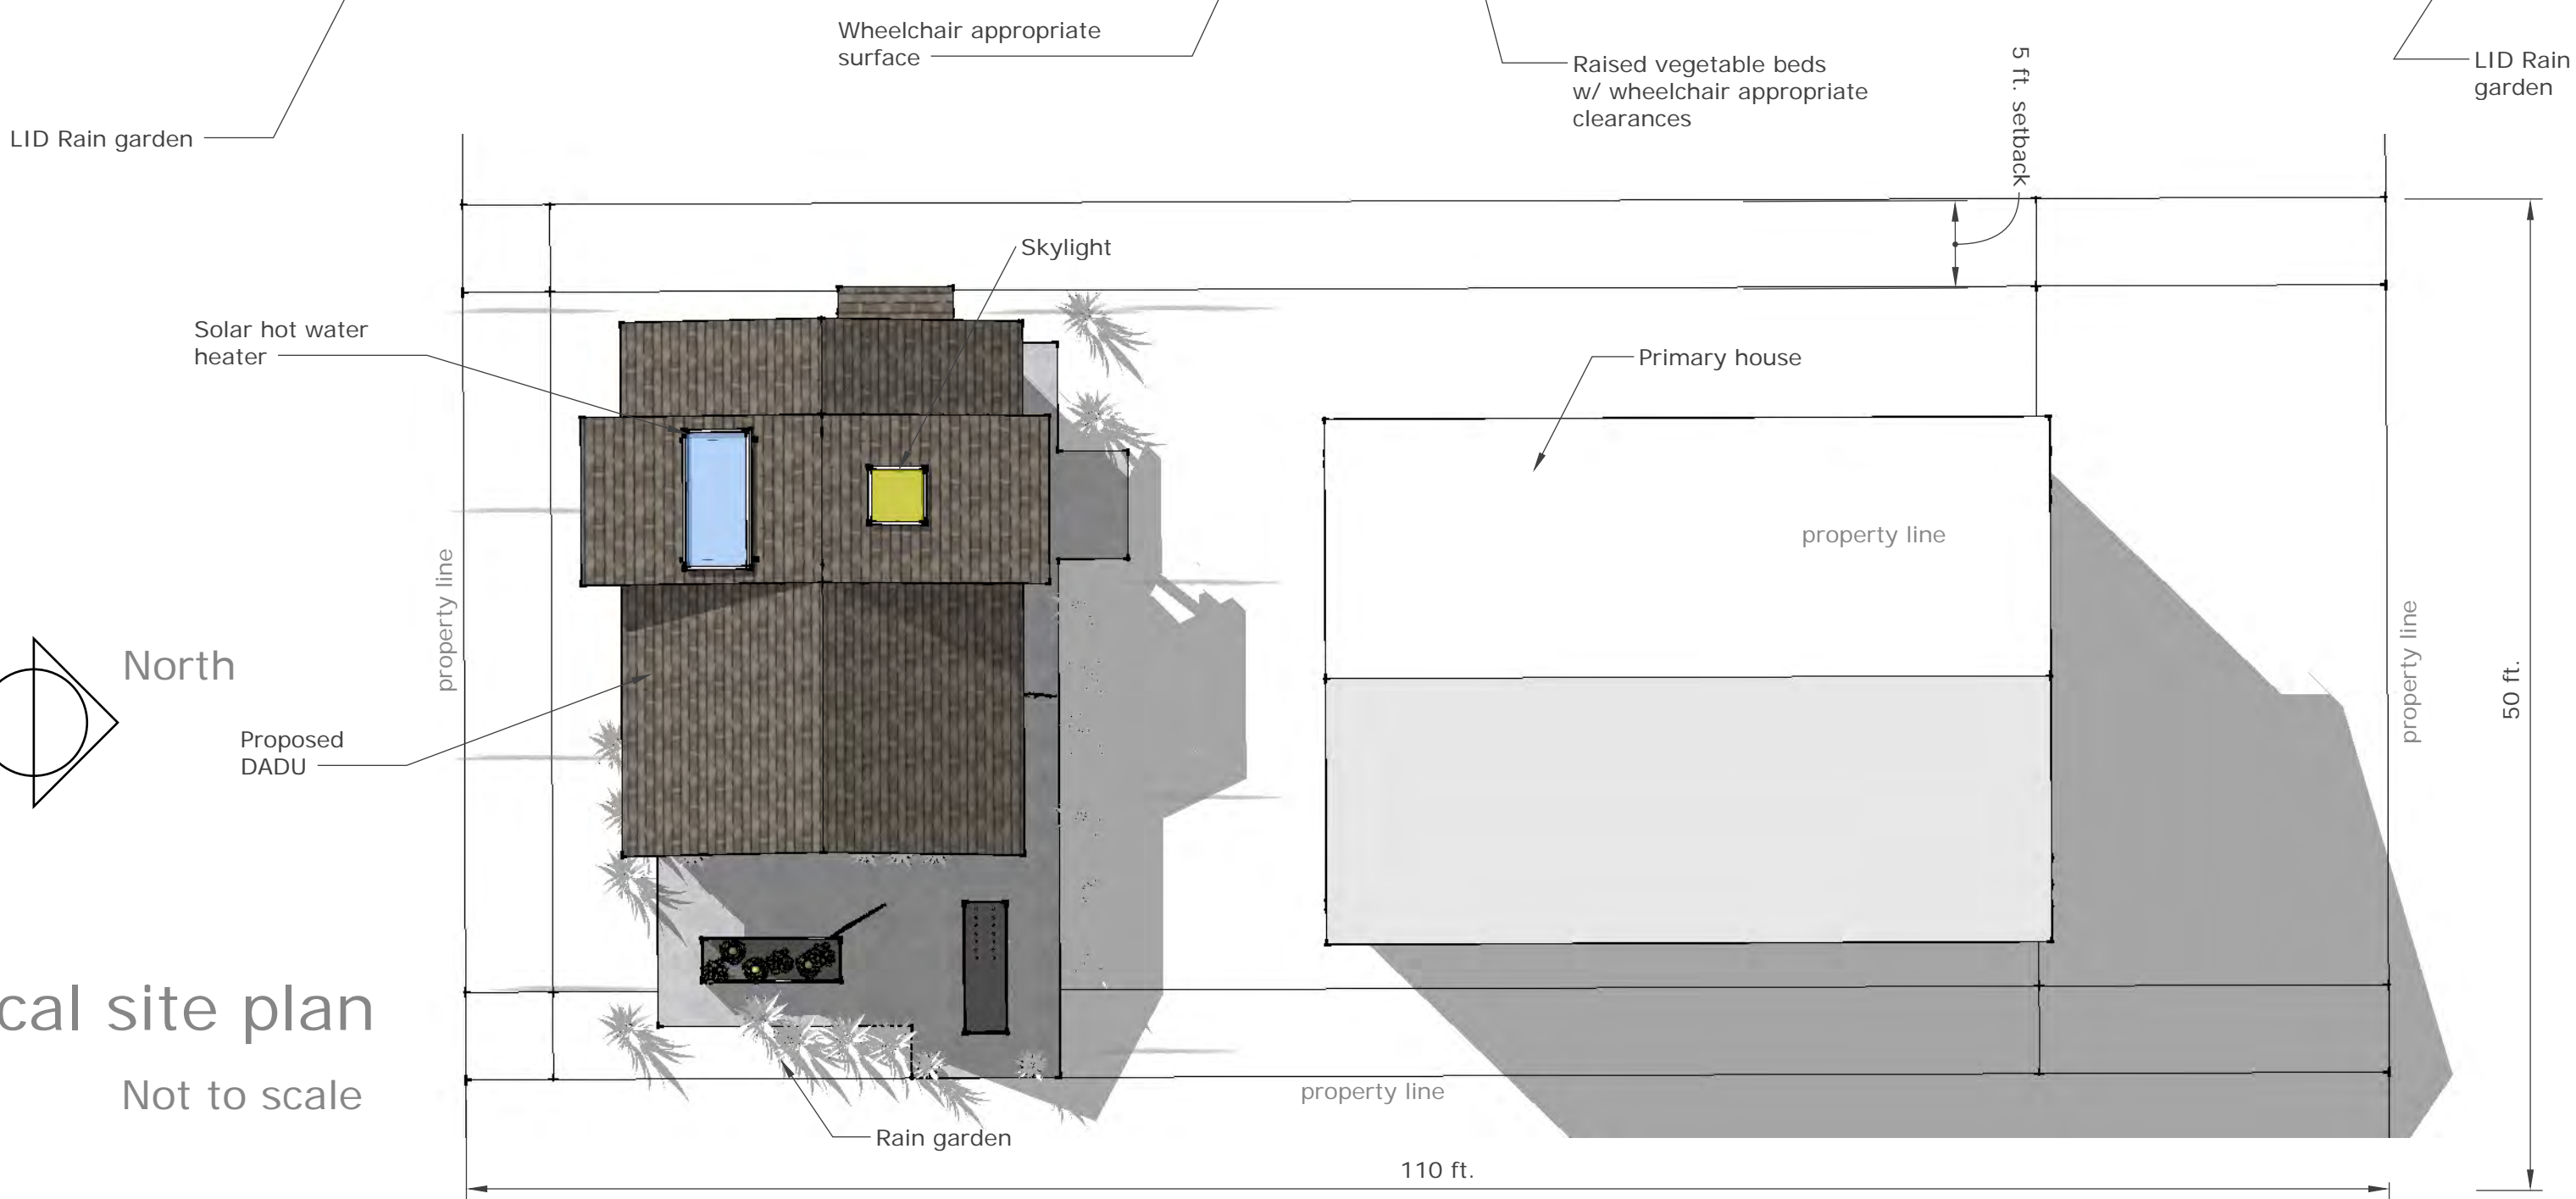 Wheelchair appropriate
surface
Raised vegetable beds
w/ wheelchair appropriate
clearances
5 ft. setback
LID Rain
garden
LID Rain garden
Skylight
Solar hot water
heater
Primary house
property line
property line
property line
North
50 ft.
Proposed
DADU
cal site plan
Not to scale
property line
Rain garden
110 ft.